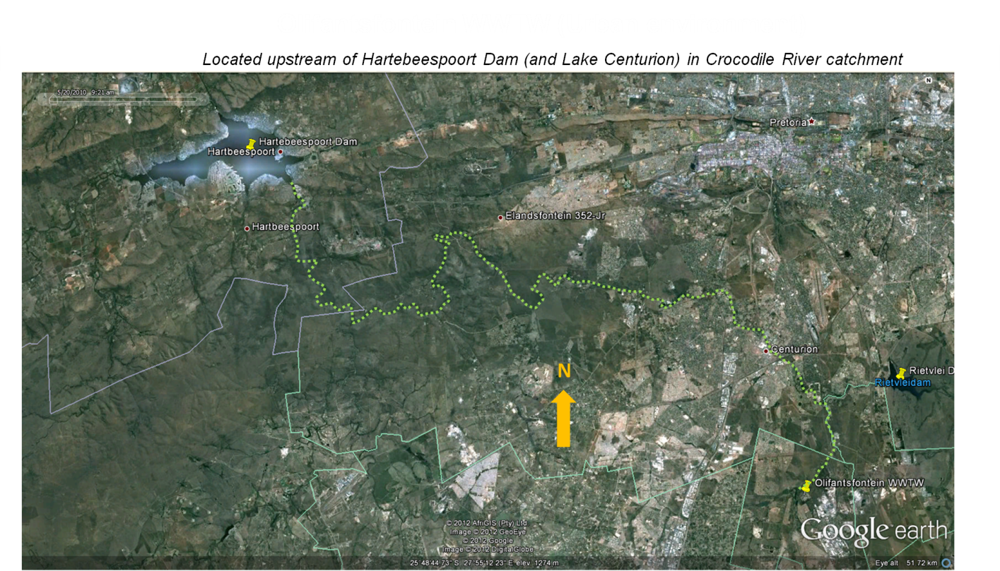 Located upstream of Hartebeespoort Dam (and Lake Centurion) in Crocodile River catchment
5/20/2010 9:21 am
N
Pretoria
Hartebeespoort Dam
Hartbeespoort
Elandsfontein 352-Jr
Hartbeespoort
Centurion
N
Rietvlei D
Rietvleidam
Olifantsfontein WWTW
© 2012 AfriGIS (Pty) Ltd.
Image © 2012 GeoEye
© 2012 Google
Image © 2012 DigitalGlobe
Google earth
25°48'44.73" S 27°55'12.23" E elev 1274 m
Eye alt 51.72 km